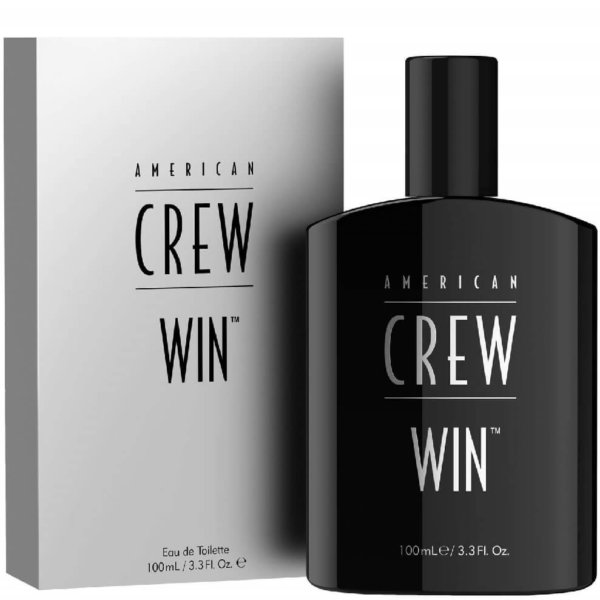 AMERICAN
CREW
WIN™
Eau de Toilette
100mL / 3.3 Fl. Oz. ℮
AMERICAN
CREW
WIN™
100mL℮/ 3.3 Fl. Oz.